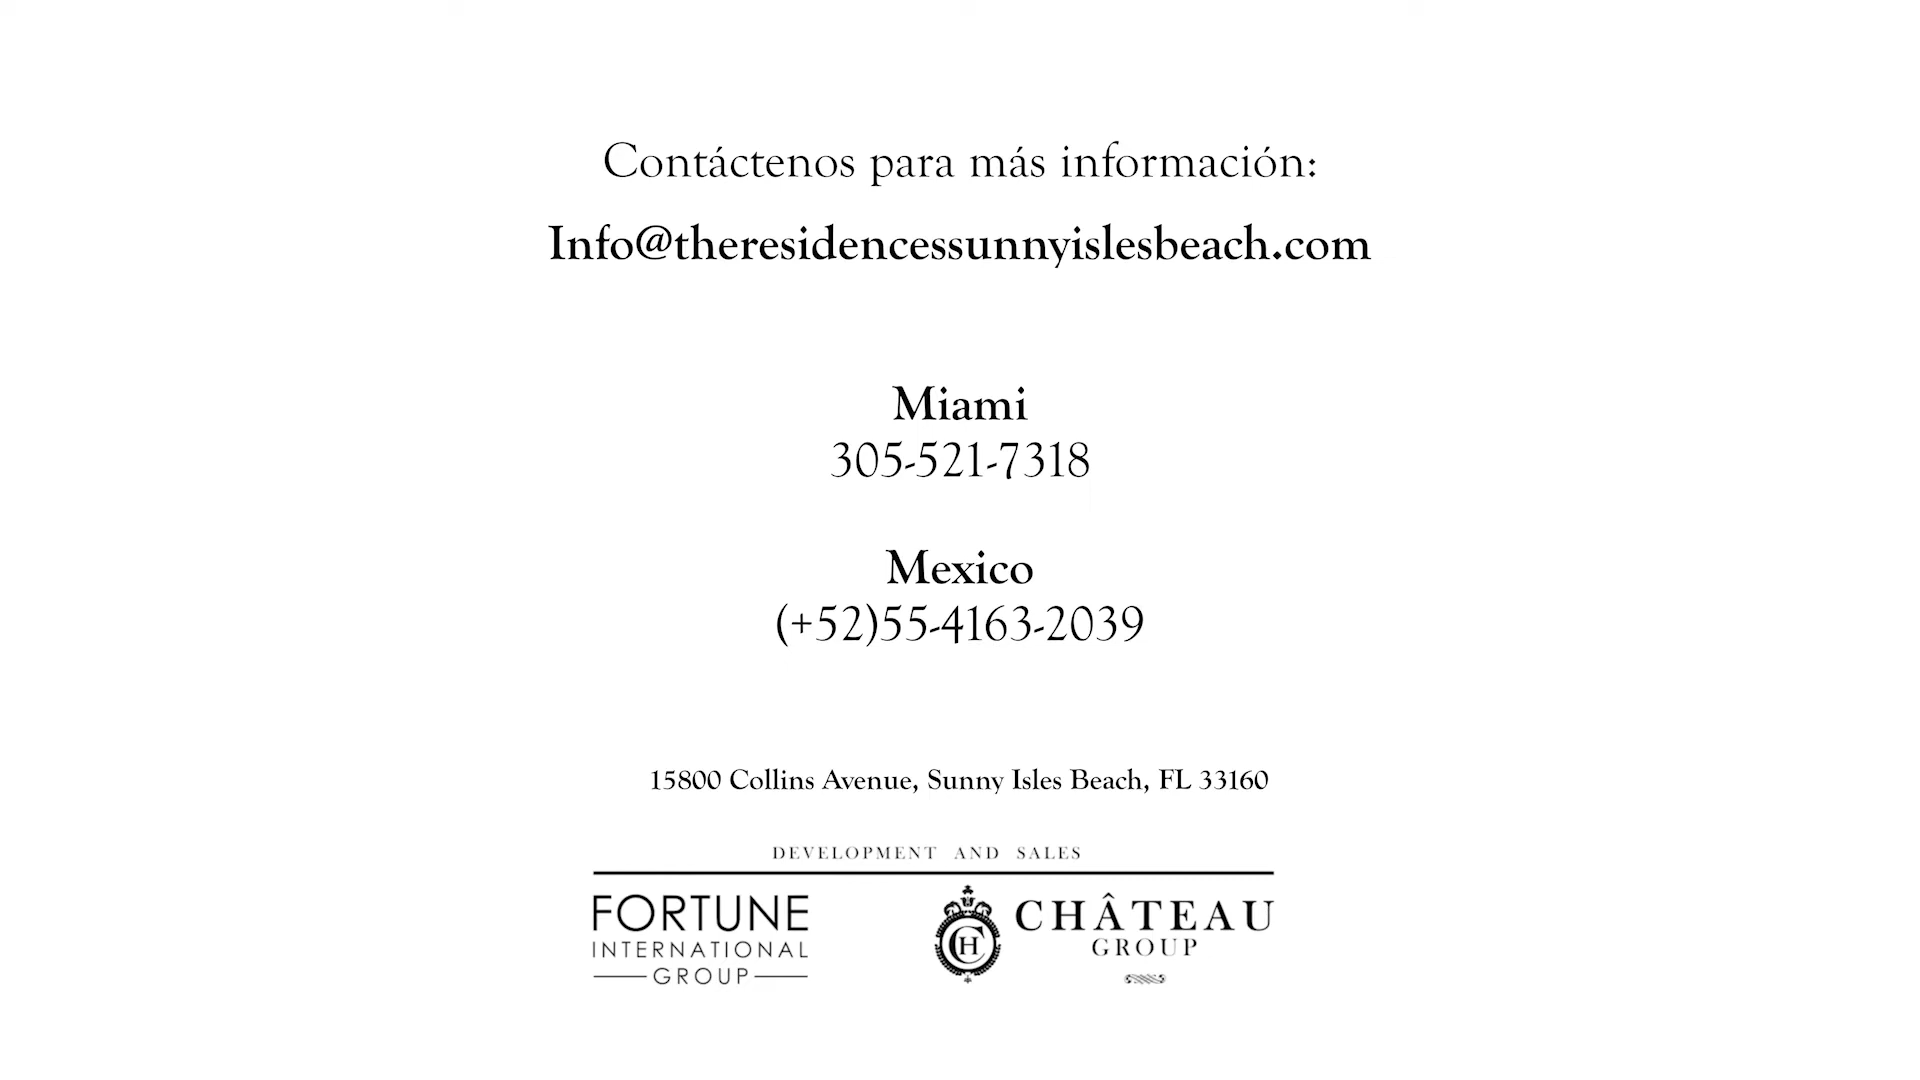 Contáctenos para más información:
Info@theresidencessunnyislesbeach.com
Miami
305-521-7318
Mexico
(+52)55-4163-2039
15800 Collins Avenue, Sunny Isles Beach, FL 33160
DEVELOPMENT AND SALES
FORTUNE
INTERNATIONAL
GROUP
CH
CHÂTEAU
GROUP